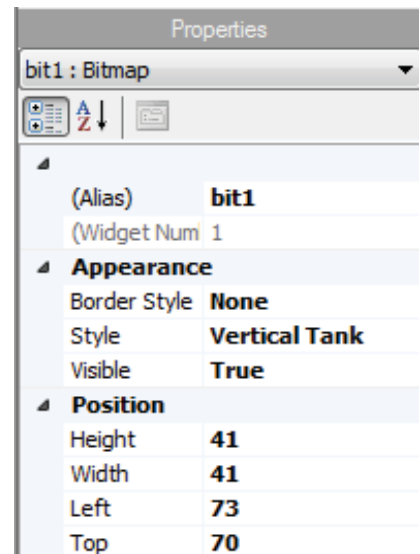 Properties
bit1 : Bitmap
A
Z
(Alias) bit1
(Widget Num 1
Appearance
Border Style None
Style Vertical Tank
Visible True
Position
Height 41
Width 41
Left 73
Top 70